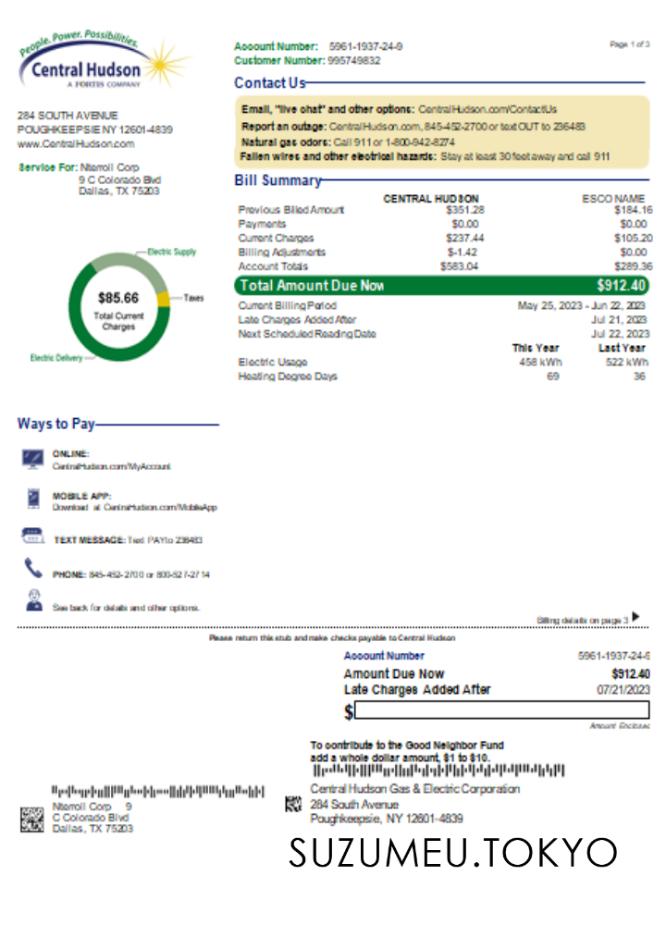 People. Power. Possibilities.
Central Hudson
A FORTIS COMPANY
284 SOUTH AVENUE
POUGHKEEPSIE NY 12601-4839
www.CentralHudson.com
Service For: Nterroll Corp
9 C Colorado Blvd
Dallas, TX 75203
Account Number: 5961-1937-24-9
Customer Number: 995749832
Page 1 of 3
Contact Us
Email, "live chat" and other options: CentralHudson.com/ContactUs
Report an outage: CentralHudson.com, 845-452-2700 or text OUT to 236483
Natural gas odors: Call 911 or 1-800-942-8274
Fallen wires and other electrical hazards: Stay at least 30 feet away and call 911
Bill Summary
CENTRAL HUDSON ESCO NAME
Previous Billed Amount $351.28 $184.16
Payments $0.00 $0.00
Current Charges $237.44 $105.20
Billing Adjustments $-1.42 $0.00
Account Totals $583.04 $289.36
Total Amount Due Now $912.40
Current Billing Period May 25, 2023 - Jun 22, 2023
Late Charges Added After Jul 21, 2023
Next Scheduled Reading Date Jul 22, 2023
This Year Last Year
Electric Usage 458 kWh 522 kWh
Heating Degree Days 69 36
Electric Supply
$85.66
Total Current
Charges
Taxes
Electric Delivery
Ways to Pay
ONLINE:
CentralHudson.com/MyAccount
MOBILE APP:
Download at CentralHudson.com/MobileApp
TEXT MESSAGE: Text PAY to 236483
PHONE: 845-452-2700 or 800-527-2714
See back for details and other options.
Billing details on page 3
Please return this stub and make checks payable to Central Hudson
Account Number 5961-1937-24-9
Amount Due Now $912.40
Late Charges Added After 07/21/2023
$
Amount Enclosed
To contribute to the Good Neighbor Fund
add a whole dollar amount, $1 to $10.
Nterroll Corp 9
C Colorado Blvd
Dallas, TX 75203
Central Hudson Gas & Electric Corporation
284 South Avenue
Poughkeepsie, NY 12601-4839
SUZUMEU.TOKYO